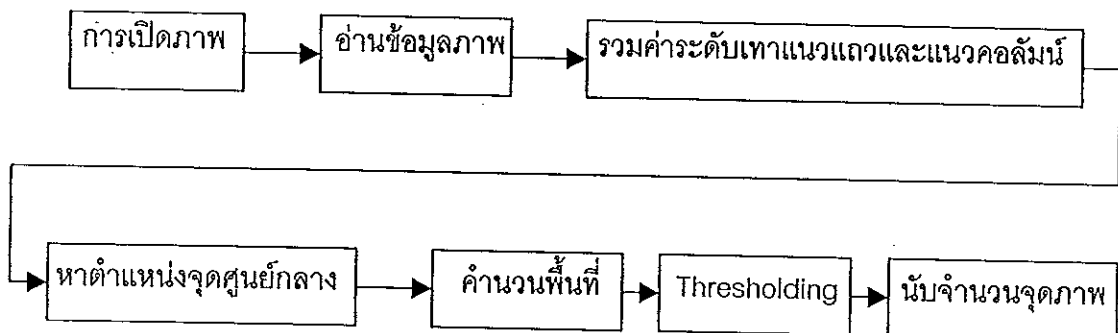 การเปิดภาพ
อ่านข้อมูลภาพ
รวมค่าระดับเทาแนวแถวและแนวคอลัมน์
หาตำแหน่งจุดศูนย์กลาง
คำนวนพื้นที่
Thresholding
นับจำนวนจุดภาพ